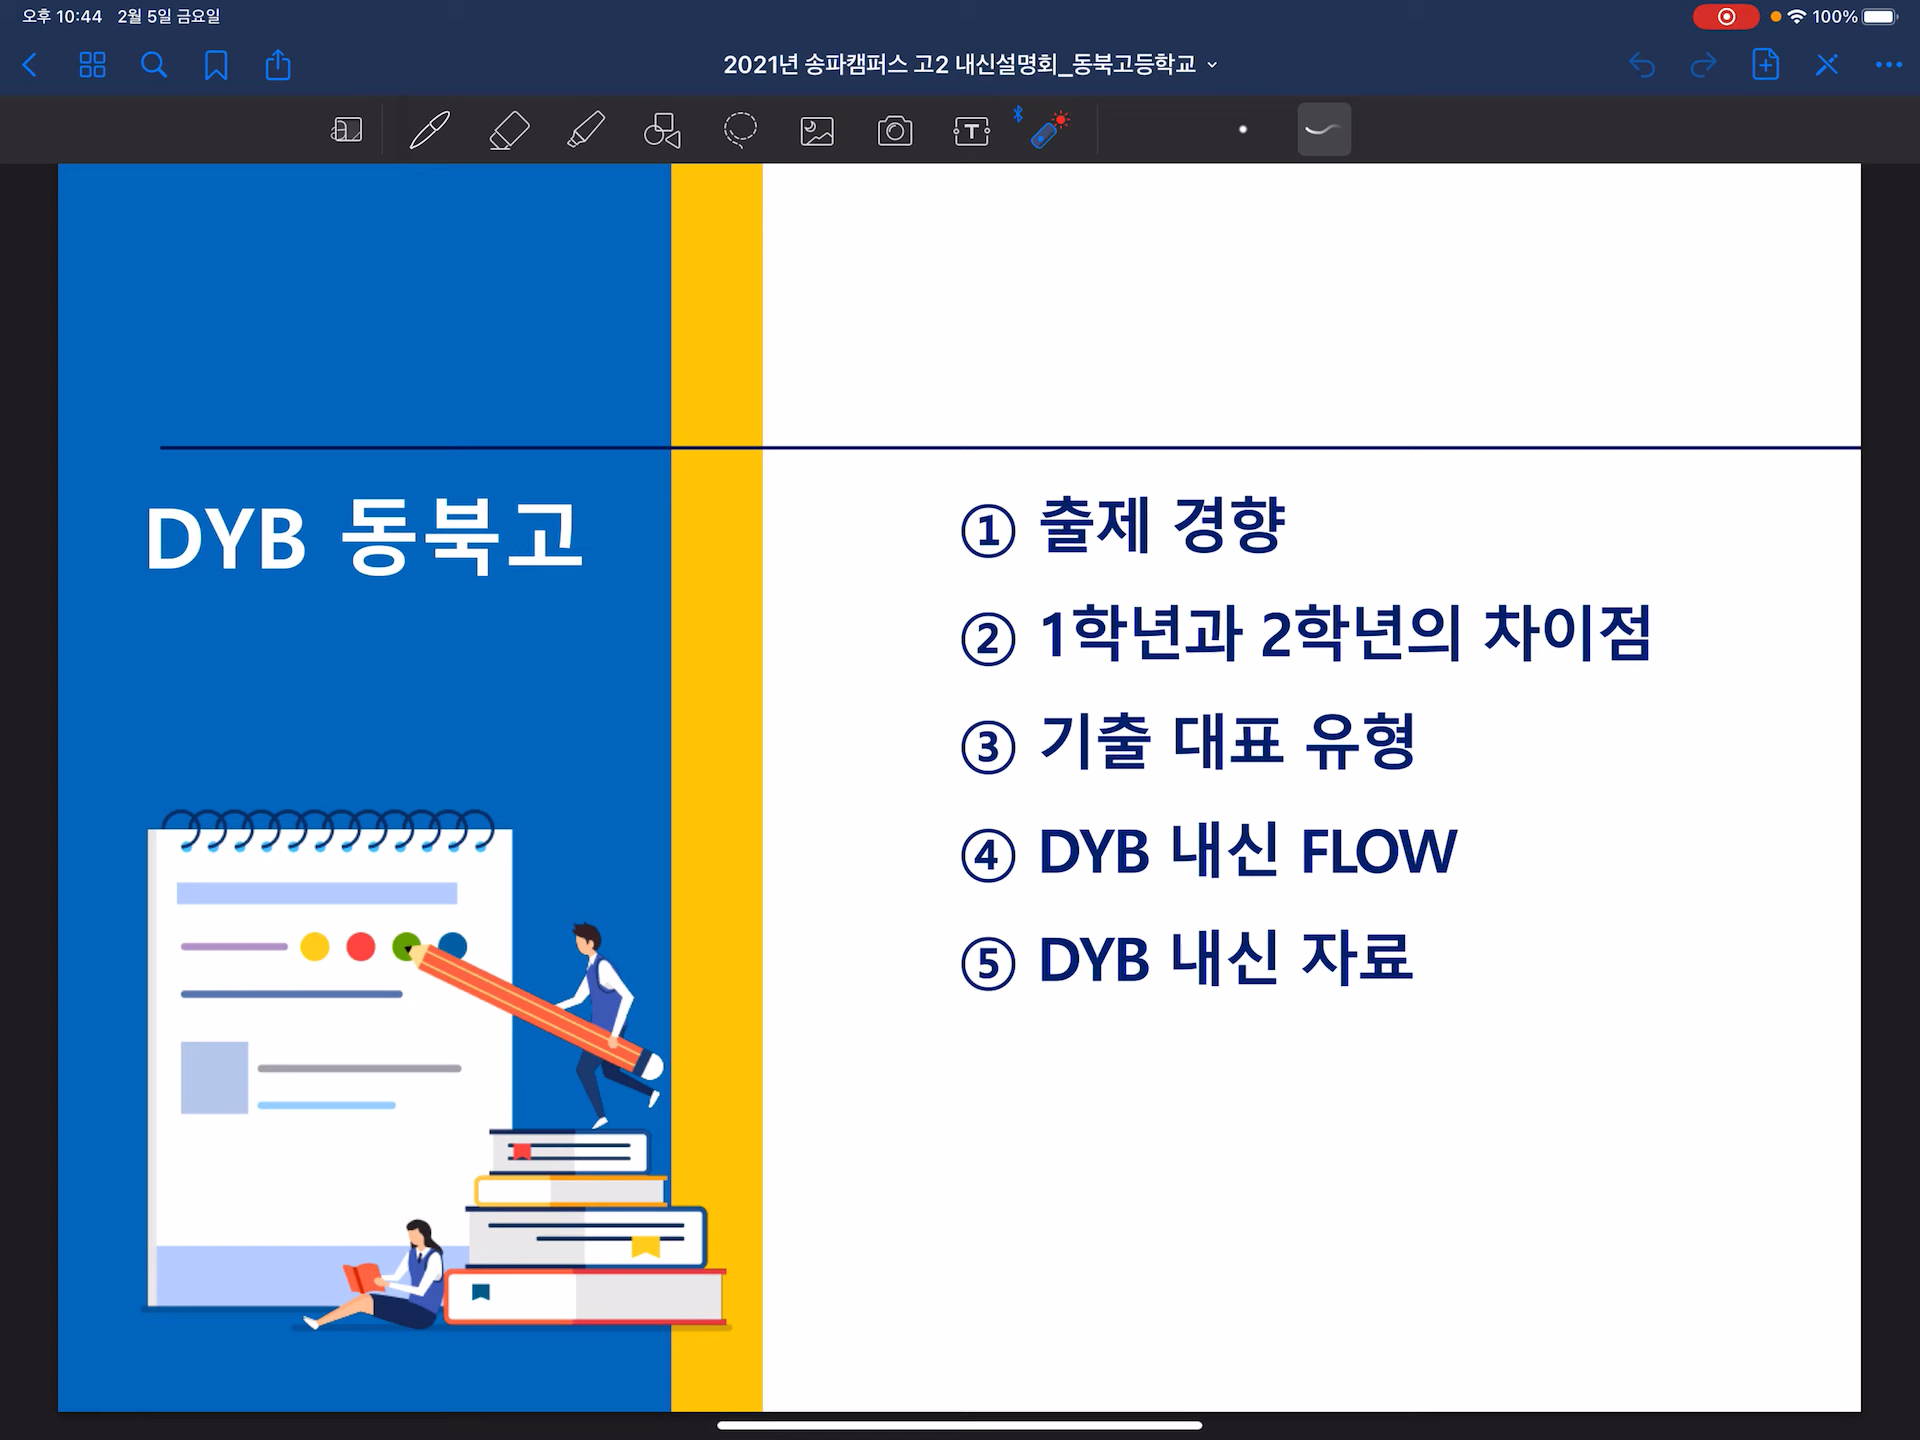 오후 10:44 2월 5일 금요일
100%
2021년 송파캠퍼스 고2 내신설명회_동북고등학교
T
DYB 동북고
① 출제 경향
② 1학년과 2학년의 차이점
③ 기출 대표 유형
④ DYB 내신 FLOW
⑤ DYB 내신 자료